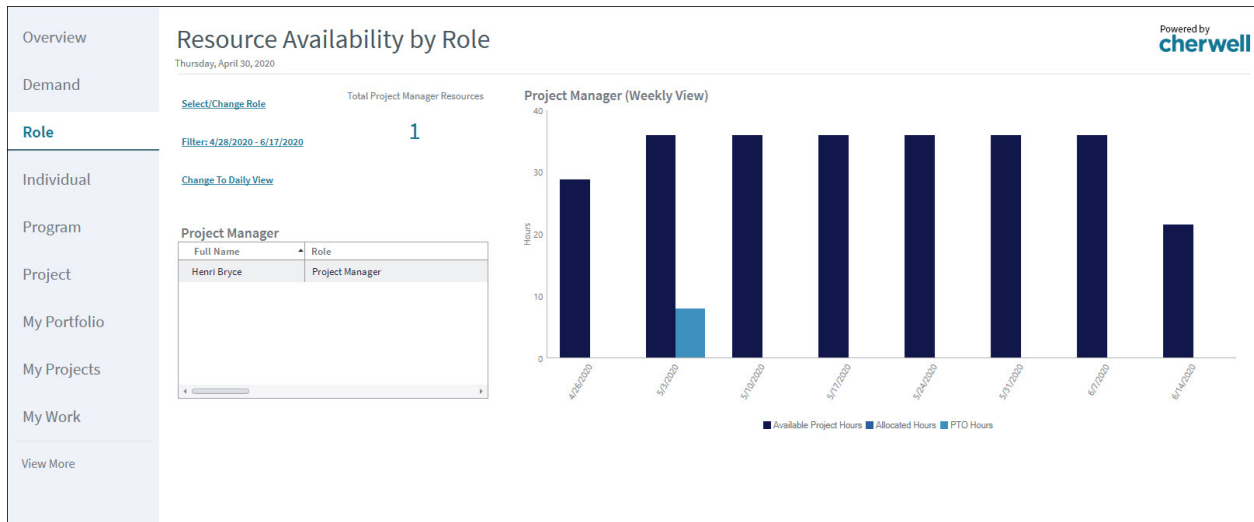 Overview
Demand
Role
Individual
Program
Project
My Portfolio
My Projects
My Work
View More
Resource Availability by Role
Thursday, April 30, 2020
Powered by
cherwell
Select/Change Role
Filter: 4/28/2020 - 6/17/2020
Change To Daily View
Total Project Manager Resources
1
Project Manager
Full Name Role
Henri Bryce Project Manager
Project Manager (Weekly View)
Hours
40
30
20
10
0
4/26/2020
5/3/2020
5/10/2020
5/17/2020
5/24/2020
5/31/2020
6/7/2020
6/14/2020
Available Project Hours Allocated Hours PTO Hours